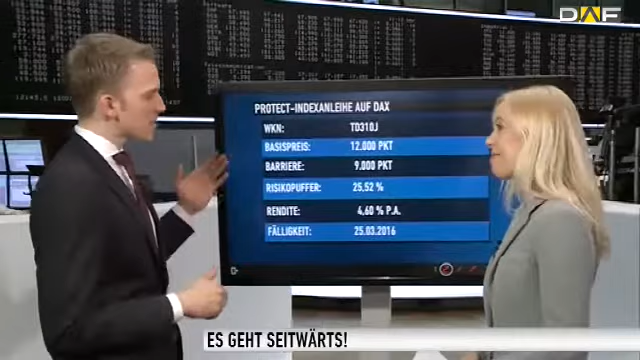 DAF
PROTECT-INDEXANLEIHE AUF DAX
WKN: TD310J
BASISPREIS: 12.000 PKT
BARRIERE: 9.000 PKT
RISIKOPUFFER: 25,52 %
RENDITE: 4,60 % P.A.
FÄLLIGKEIT: 25.03.2016
ES GEHT SEITWÄRTS!